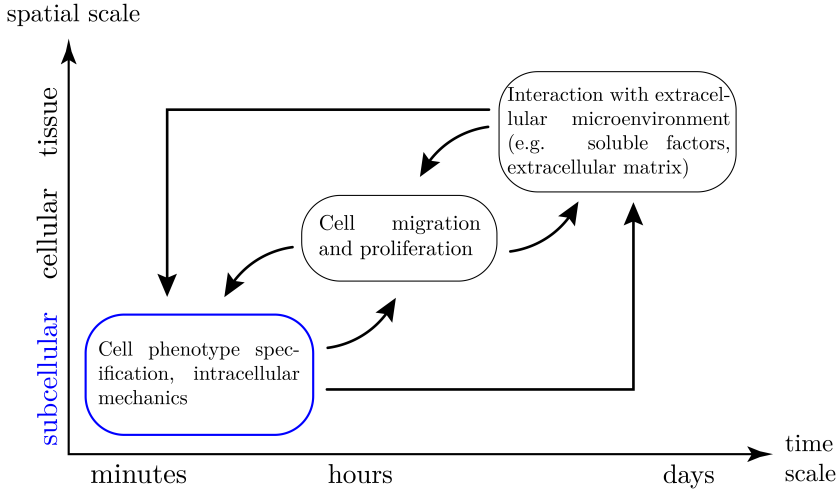 spatial scale
tissue
cellular
subcellular
Interaction with extracel-
lular microenvironment
(e.g. soluble factors,
extracellular matrix)
Cell migration
and proliferation
Cell phenotype spec-
ification, intracellular
mechanics
minutes
hours
days
time
scale